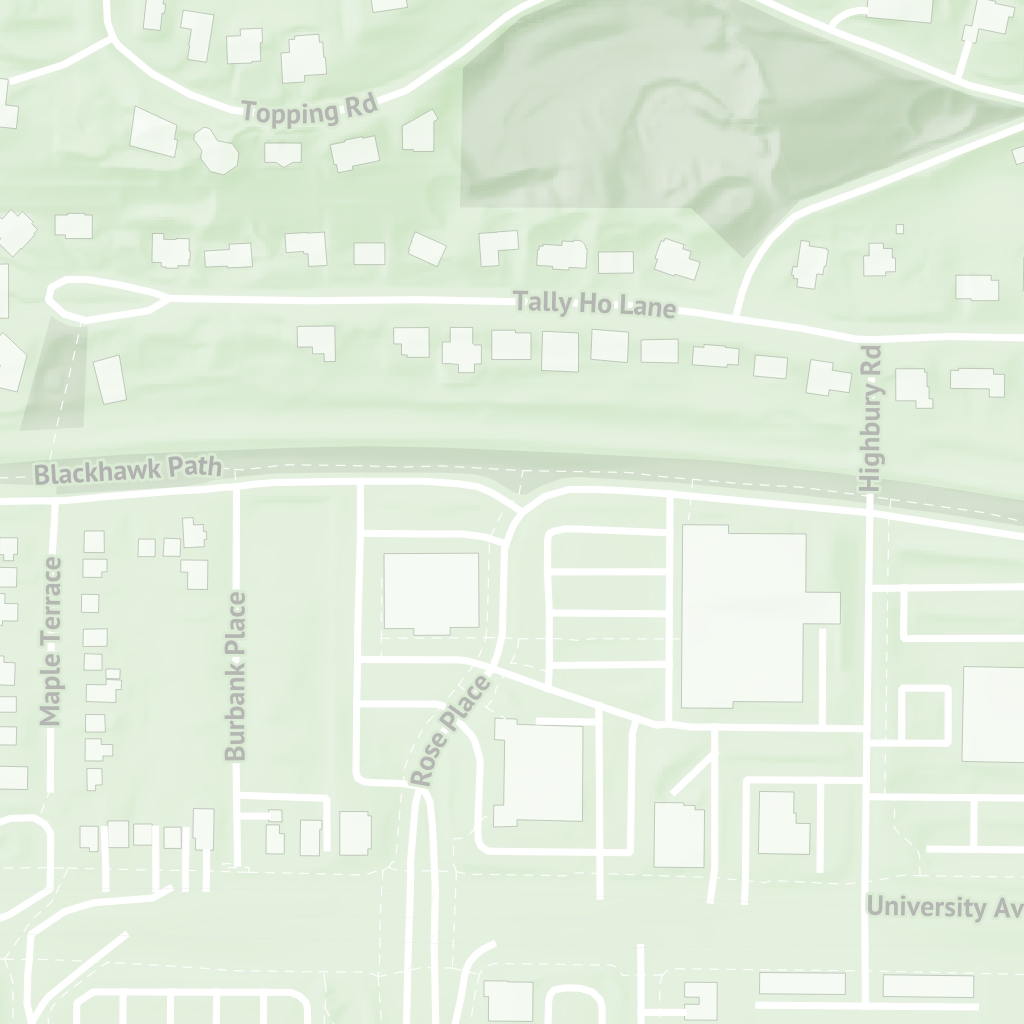 Topping Rd
Tally Ho Lane
Highbury Rd
Blackhawk Path
Maple Terrace
Burbank Place
Rose Place
University Av